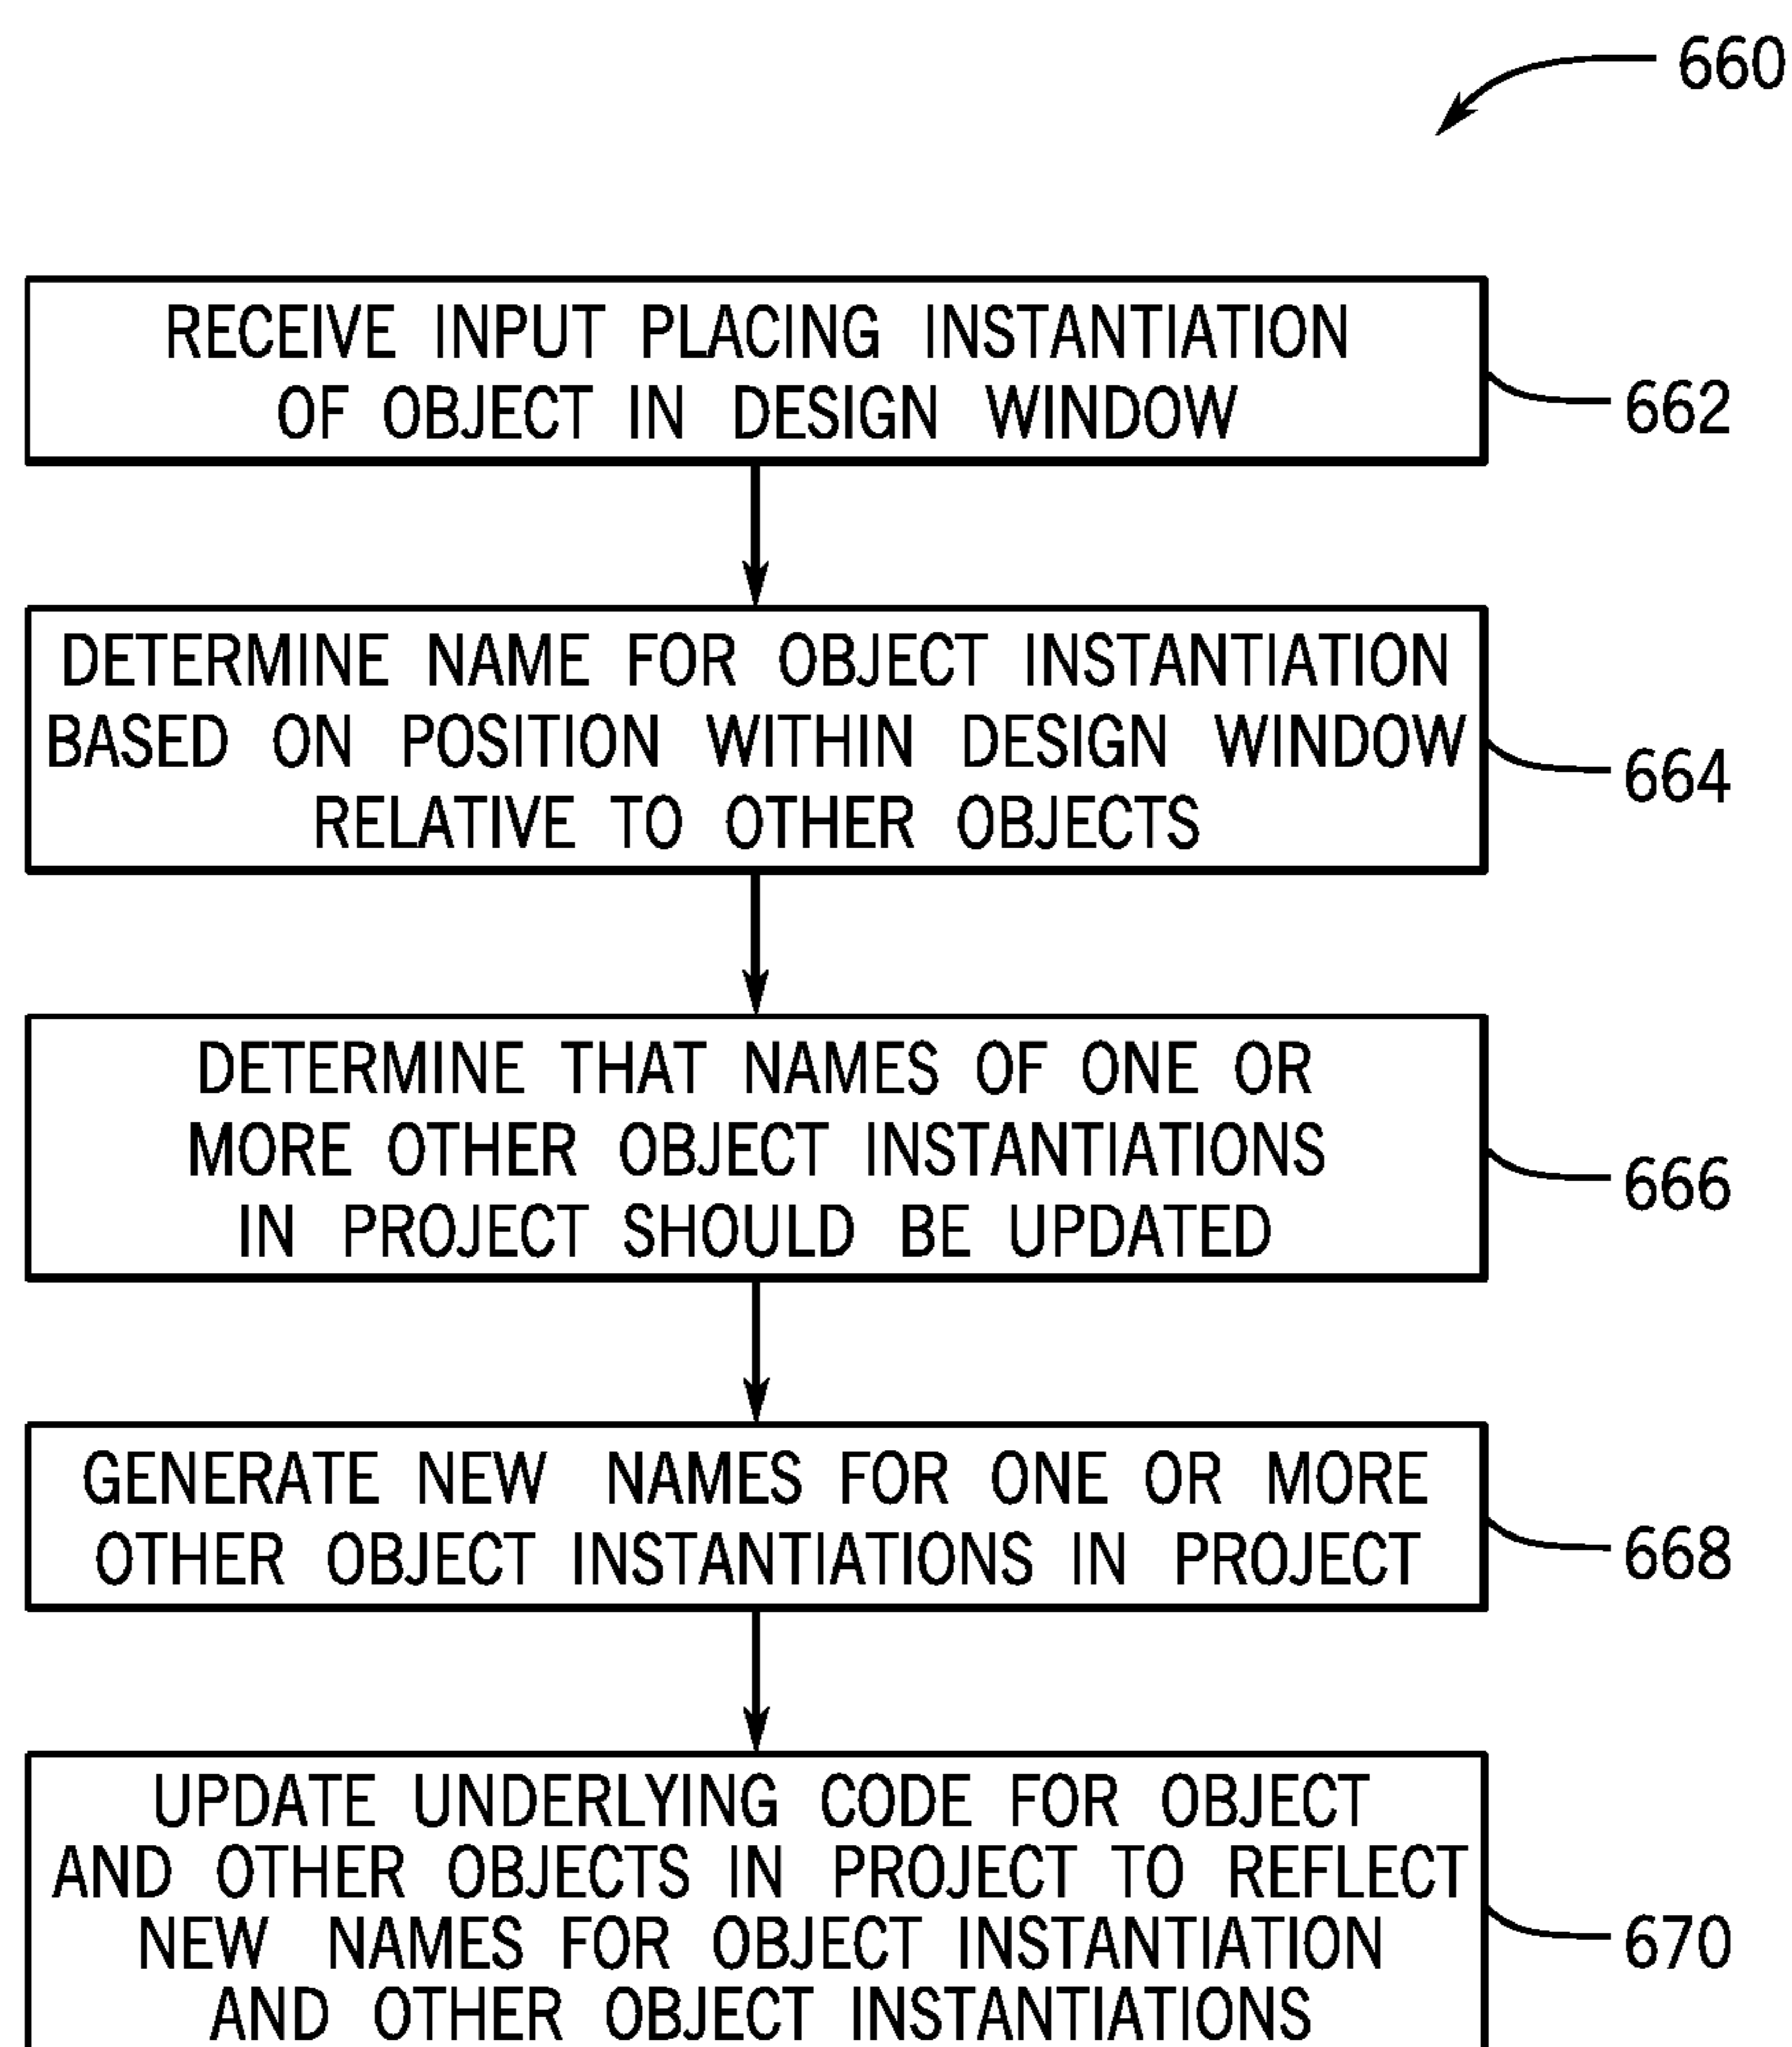 660
RECEIVE INPUT PLACING INSTANTIATION
OF OBJECT IN DESIGN WINDOW
662
DETERMINE NAME FOR OBJECT INSTANTIATION
BASED ON POSITION WITHIN DESIGN WINDOW
RELATIVE TO OTHER OBJECTS
664
DETERMINE THAT NAMES OF ONE OR
MORE OTHER OBJECT INSTANTIATIONS
IN PROJECT SHOULD BE UPDATED
666
GENERATE NEW NAMES FOR ONE OR MORE
OTHER OBJECT INSTANTIATIONS IN PROJECT
668
UPDATE UNDERLYING CODE FOR OBJECT
AND OTHER OBJECTS IN PROJECT TO REFLECT
NEW NAMES FOR OBJECT INSTANTIATION
AND OTHER OBJECT INSTANTIATIONS
670